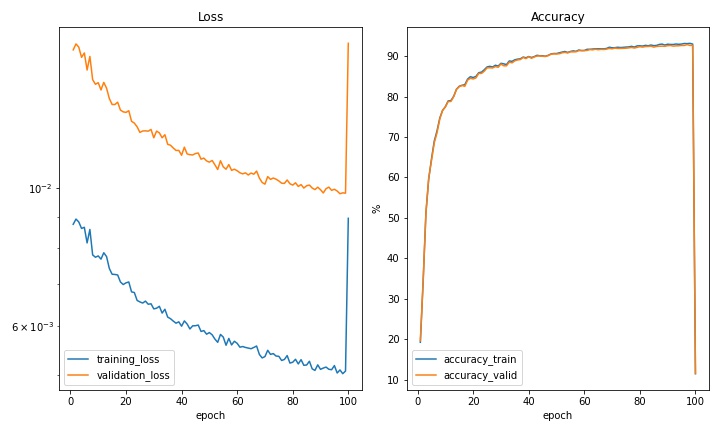 Loss
10⁻²
6 × 10⁻³
0 20 40 60 80 100
epoch
training_loss
validation_loss
Accuracy
%
90
80
70
60
50
40
30
20
10
0 20 40 60 80 100
epoch
accuracy_train
accuracy_valid